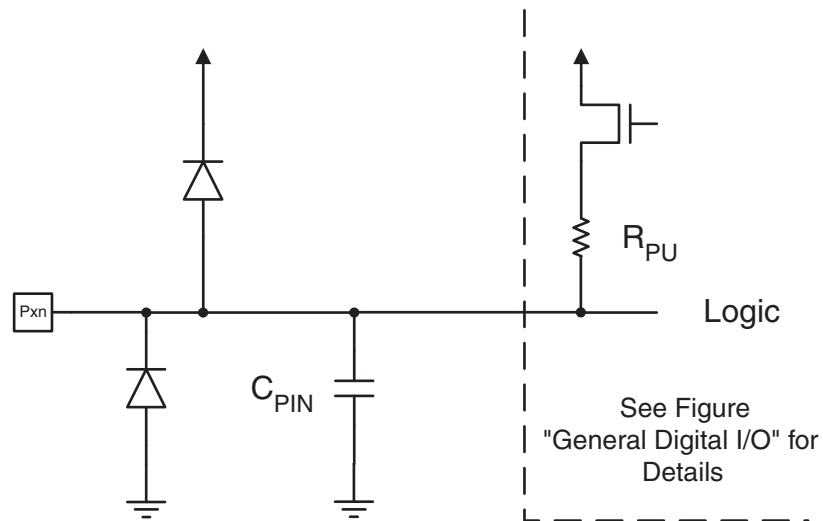 R_PU
Pxn
Logic
C_PIN
See Figure
"General Digital I/O" for
Details